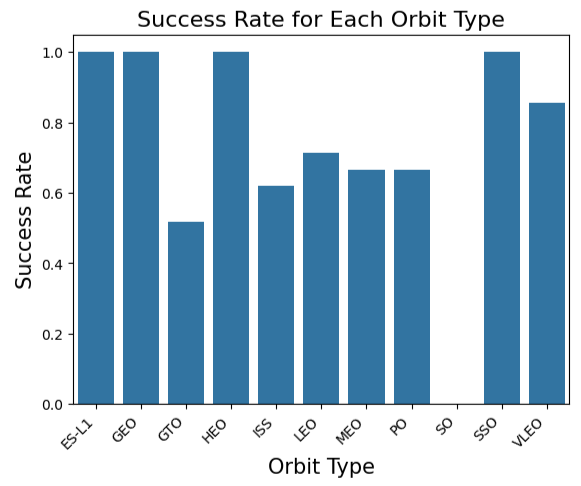 Success Rate for Each Orbit Type
1.0
0.8
0.6
0.4
0.2
0.0
Success Rate
ES-L1
GEO
GTO
HEO
ISS
LEO
MEO
PO
SO
SSO
VLEO
Orbit Type